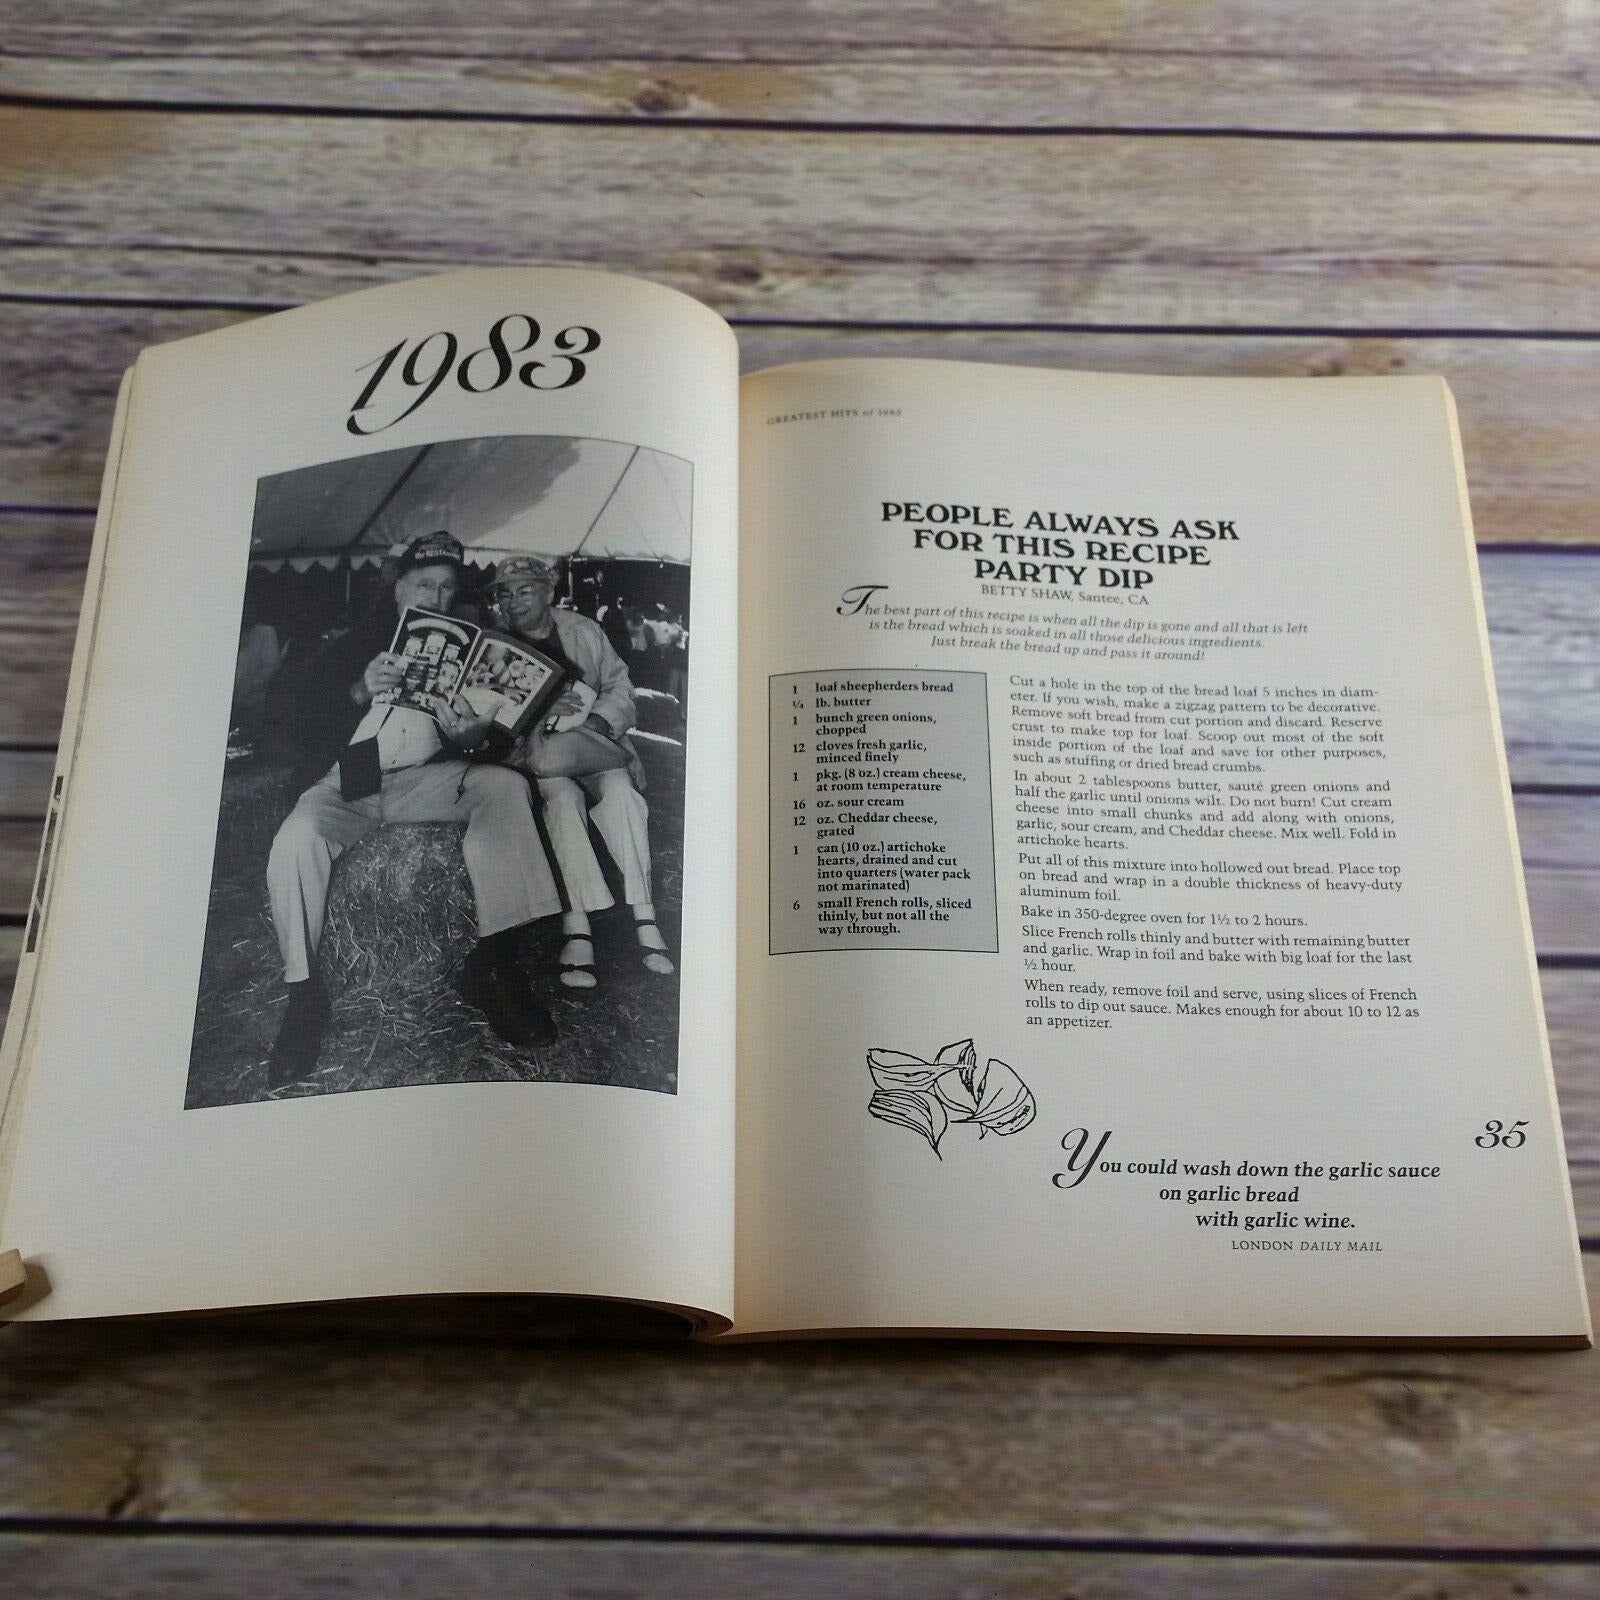 1983
GREATEST HITS of 1983
PEOPLE ALWAYS ASK
FOR THIS RECIPE
PARTY DIP
BETTY SHAW, Santee, CA
The best part of this recipe is when all the dip is gone and all that is left
is the bread which is soaked in all those delicious ingredients.
Just break the bread up and pass it around!
1 loaf sheepherders bread
¼ lb. butter
1 bunch green onions,
chopped
12 cloves fresh garlic,
minced finely
1 pkg. (8 oz.) cream cheese,
at room temperature
16 oz. sour cream
12 oz. Cheddar cheese,
grated
1 can (10 oz.) artichoke
hearts, drained and cut
into quarters (water pack
not marinated)
6 small French rolls, sliced
thinly, but not all the
way through.
Cut a hole in the top of the bread loaf 5 inches in diam-
eter. If you wish, make a zigzag pattern to be decorative.
Remove soft bread from cut portion and discard. Reserve
crust to make top for loaf. Scoop out most of the soft
inside portion of the loaf and save for other purposes,
such as stuffing or dried bread crumbs.
In about 2 tablespoons butter, sauté green onions and
half the garlic until onions wilt. Do not burn! Cut cream
cheese into small chunks and add along with onions,
garlic, sour cream, and Cheddar cheese. Mix well. Fold in
artichoke hearts.
Put all of this mixture into hollowed out bread. Place top
on bread and wrap in a double thickness of heavy-duty
aluminum foil.
Bake in 350-degree oven for 1½ to 2 hours.
Slice French rolls thinly and butter with remaining butter
and garlic. Wrap in foil and bake with big loaf for the last
½ hour.
When ready, remove foil and serve, using slices of French
rolls to dip out sauce. Makes enough for about 10 to 12 as
an appetizer.
35
You could wash down the garlic sauce
on garlic bread
with garlic wine.
LONDON DAILY MAIL